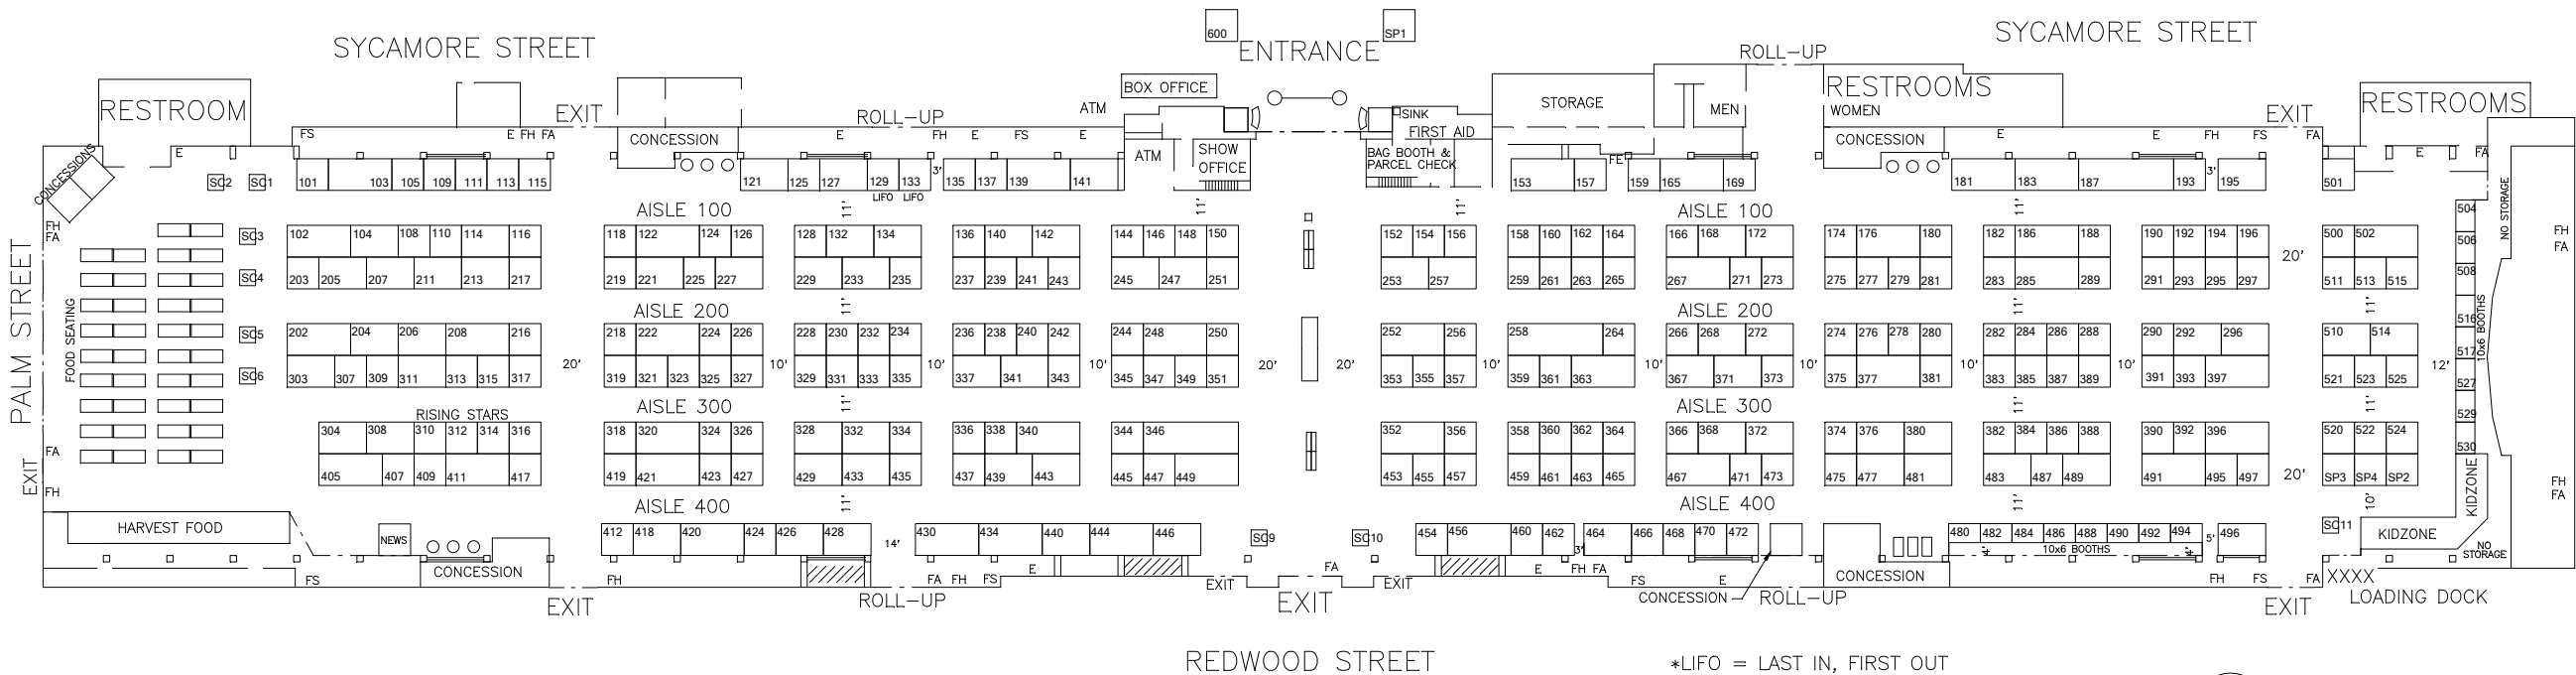 600
SP1
SYCAMORE STREET
ENTRANCE
SYCAMORE STREET
ROLL-UP
RESTROOM
EXIT
ATM
BOX OFFICE
ROLL-UP
STORAGE
MEN
RESTROOMS
WOMEN
EXIT
RESTROOMS
FS
E FH FA
CONCESSION
E
FH
E
FS
E
SINK
FIRST AID
CONCESSION
E
E
FH
FS
FA
E
CONCESSIONS
ATM
SHOW
OFFICE
BAG BOOTH &
PARCEL CHECK
FE
E
FA
SC2
SC1
101 103 105 109 111 113 115
121 125 127 129 133
3'
135 137 139 141
153 157
159 165 169
181 183 187 193
3'
195
501
LIFO LIFO
AISLE 100
11'
11'
11'
AISLE 100
11'
NO STORAGE
504
FH
FA
SC3
102 104 108 110 114 116
118 122 124 126
128 132 134
136 140 142
144 146 148 150
152 154 156
158 160 162 164
166 168 172
174 176 180
182 186 188
190 192 194 196
500 502
506
FH
FA
20'
SC4
203 205 207 211 213 217
219 221 225 227
229 233 235
237 239 241 243
245 247 251
253 257
259 261 263 265
267 271 273
275 277 279 281
283 285 289
291 293 295 297
511 513 515
508
PALM STREET
FOOD SEATING
AISLE 200
11'
AISLE 200
11'
11'
10x6 BOOTHS
516
SC5
202 204 206 208 216
218 222 224 226
228 230 232 234
236 238 240 242
244 248 250
252 256
258 264
266 268 272
274 276 278 280
282 284 286 288
290 292 296
510 514
517
20'
10'
10'
10'
20'
20'
10'
10'
10'
10'
10'
12'
SC6
303 307 309 311 313 315 317
319 321 323 325 327
329 331 333 335
337 341 343
345 347 349 351
353 355 357
359 361 363
367 371 373
375 377 381
383 385 387 389
391 393 397
521 523 525
527
RISING STARS
AISLE 300
11'
AISLE 300
11'
11'
529
304 308 310 312 314 316
318 320 324 326
328 332 334
336 338 340
344 346
352 356
358 360 362 364
366 368 372
374 376 380
382 384 386 388
390 392 396
520 522 524
530
FA
EXIT
405 407 409 411 417
419 421 423 427
429 433 435
437 439 443
445 447 449
453 455 457
459 461 463 465
467 471 473
475 477 481
483 487 489
491 495 497
20'
SP3 SP4 SP2
KIDZONE
FH
FA
FH
AISLE 400
11'
AISLE 400
11'
10'
HARVEST FOOD
NEWS
412 418 420 424 426 428
14'
430 434 440 444 446
SC9
SC10
454 456 460 462
3'
464 466 468 470 472
480 482 484 486 488 490 492 494
5'
496
SC11
KIDZONE
10x6 BOOTHS
NO
STORAGE
FS
CONCESSION
FH
FA FH FS
E
EXIT
FA
EXIT
E
FH FA
FS
E
CONCESSION
FH
FS
FA
XXXX
EXIT
ROLL-UP
EXIT
CONCESSION
ROLL-UP
EXIT
LOADING DOCK
REDWOOD STREET
*LIFO = LAST IN, FIRST OUT